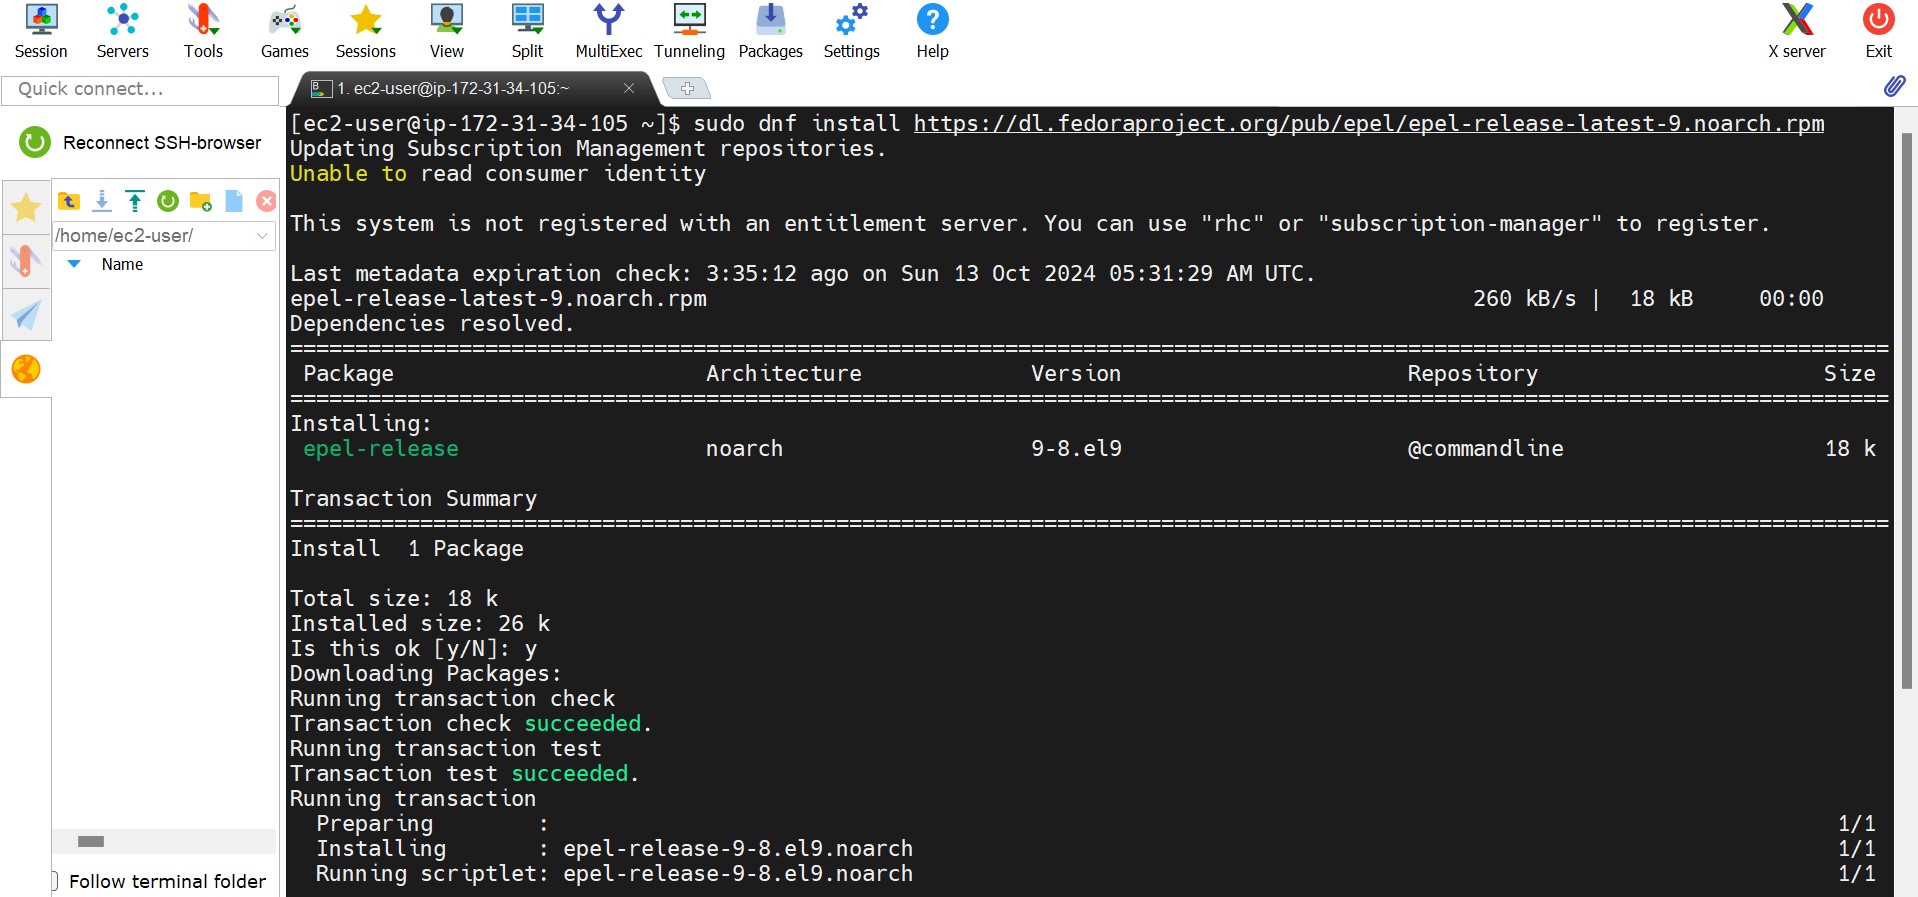 Session Servers Tools Games Sessions View Split MultiExec Tunneling Packages Settings Help X server Exit
Quick connect...
1. ec2-user@ip-172-31-34-105:~
Reconnect SSH-browser
/home/ec2-user/
Name
Follow terminal folder
[ec2-user@ip-172-31-34-105 ~]$ sudo dnf install https://dl.fedoraproject.org/pub/epel/epel-release-latest-9.noarch.rpm
Updating Subscription Management repositories.
Unable to read consumer identity
This system is not registered with an entitlement server. You can use "rhc" or "subscription-manager" to register.
Last metadata expiration check: 3:35:12 ago on Sun 13 Oct 2024 05:31:29 AM UTC.
epel-release-latest-9.noarch.rpm 260 kB/s | 18 kB 00:00
Dependencies resolved.
================================================================================
Package Architecture Version Repository Size
================================================================================
Installing:
epel-release noarch 9-8.el9 @commandline 18 k
Transaction Summary
================================================================================
Install 1 Package
Total size: 18 k
Installed size: 26 k
Is this ok [y/N]: y
Downloading Packages:
Running transaction check
Transaction check succeeded.
Running transaction test
Transaction test succeeded.
Running transaction
Preparing : 1/1
Installing : epel-release-9-8.el9.noarch 1/1
Running scriptlet: epel-release-9-8.el9.noarch 1/1